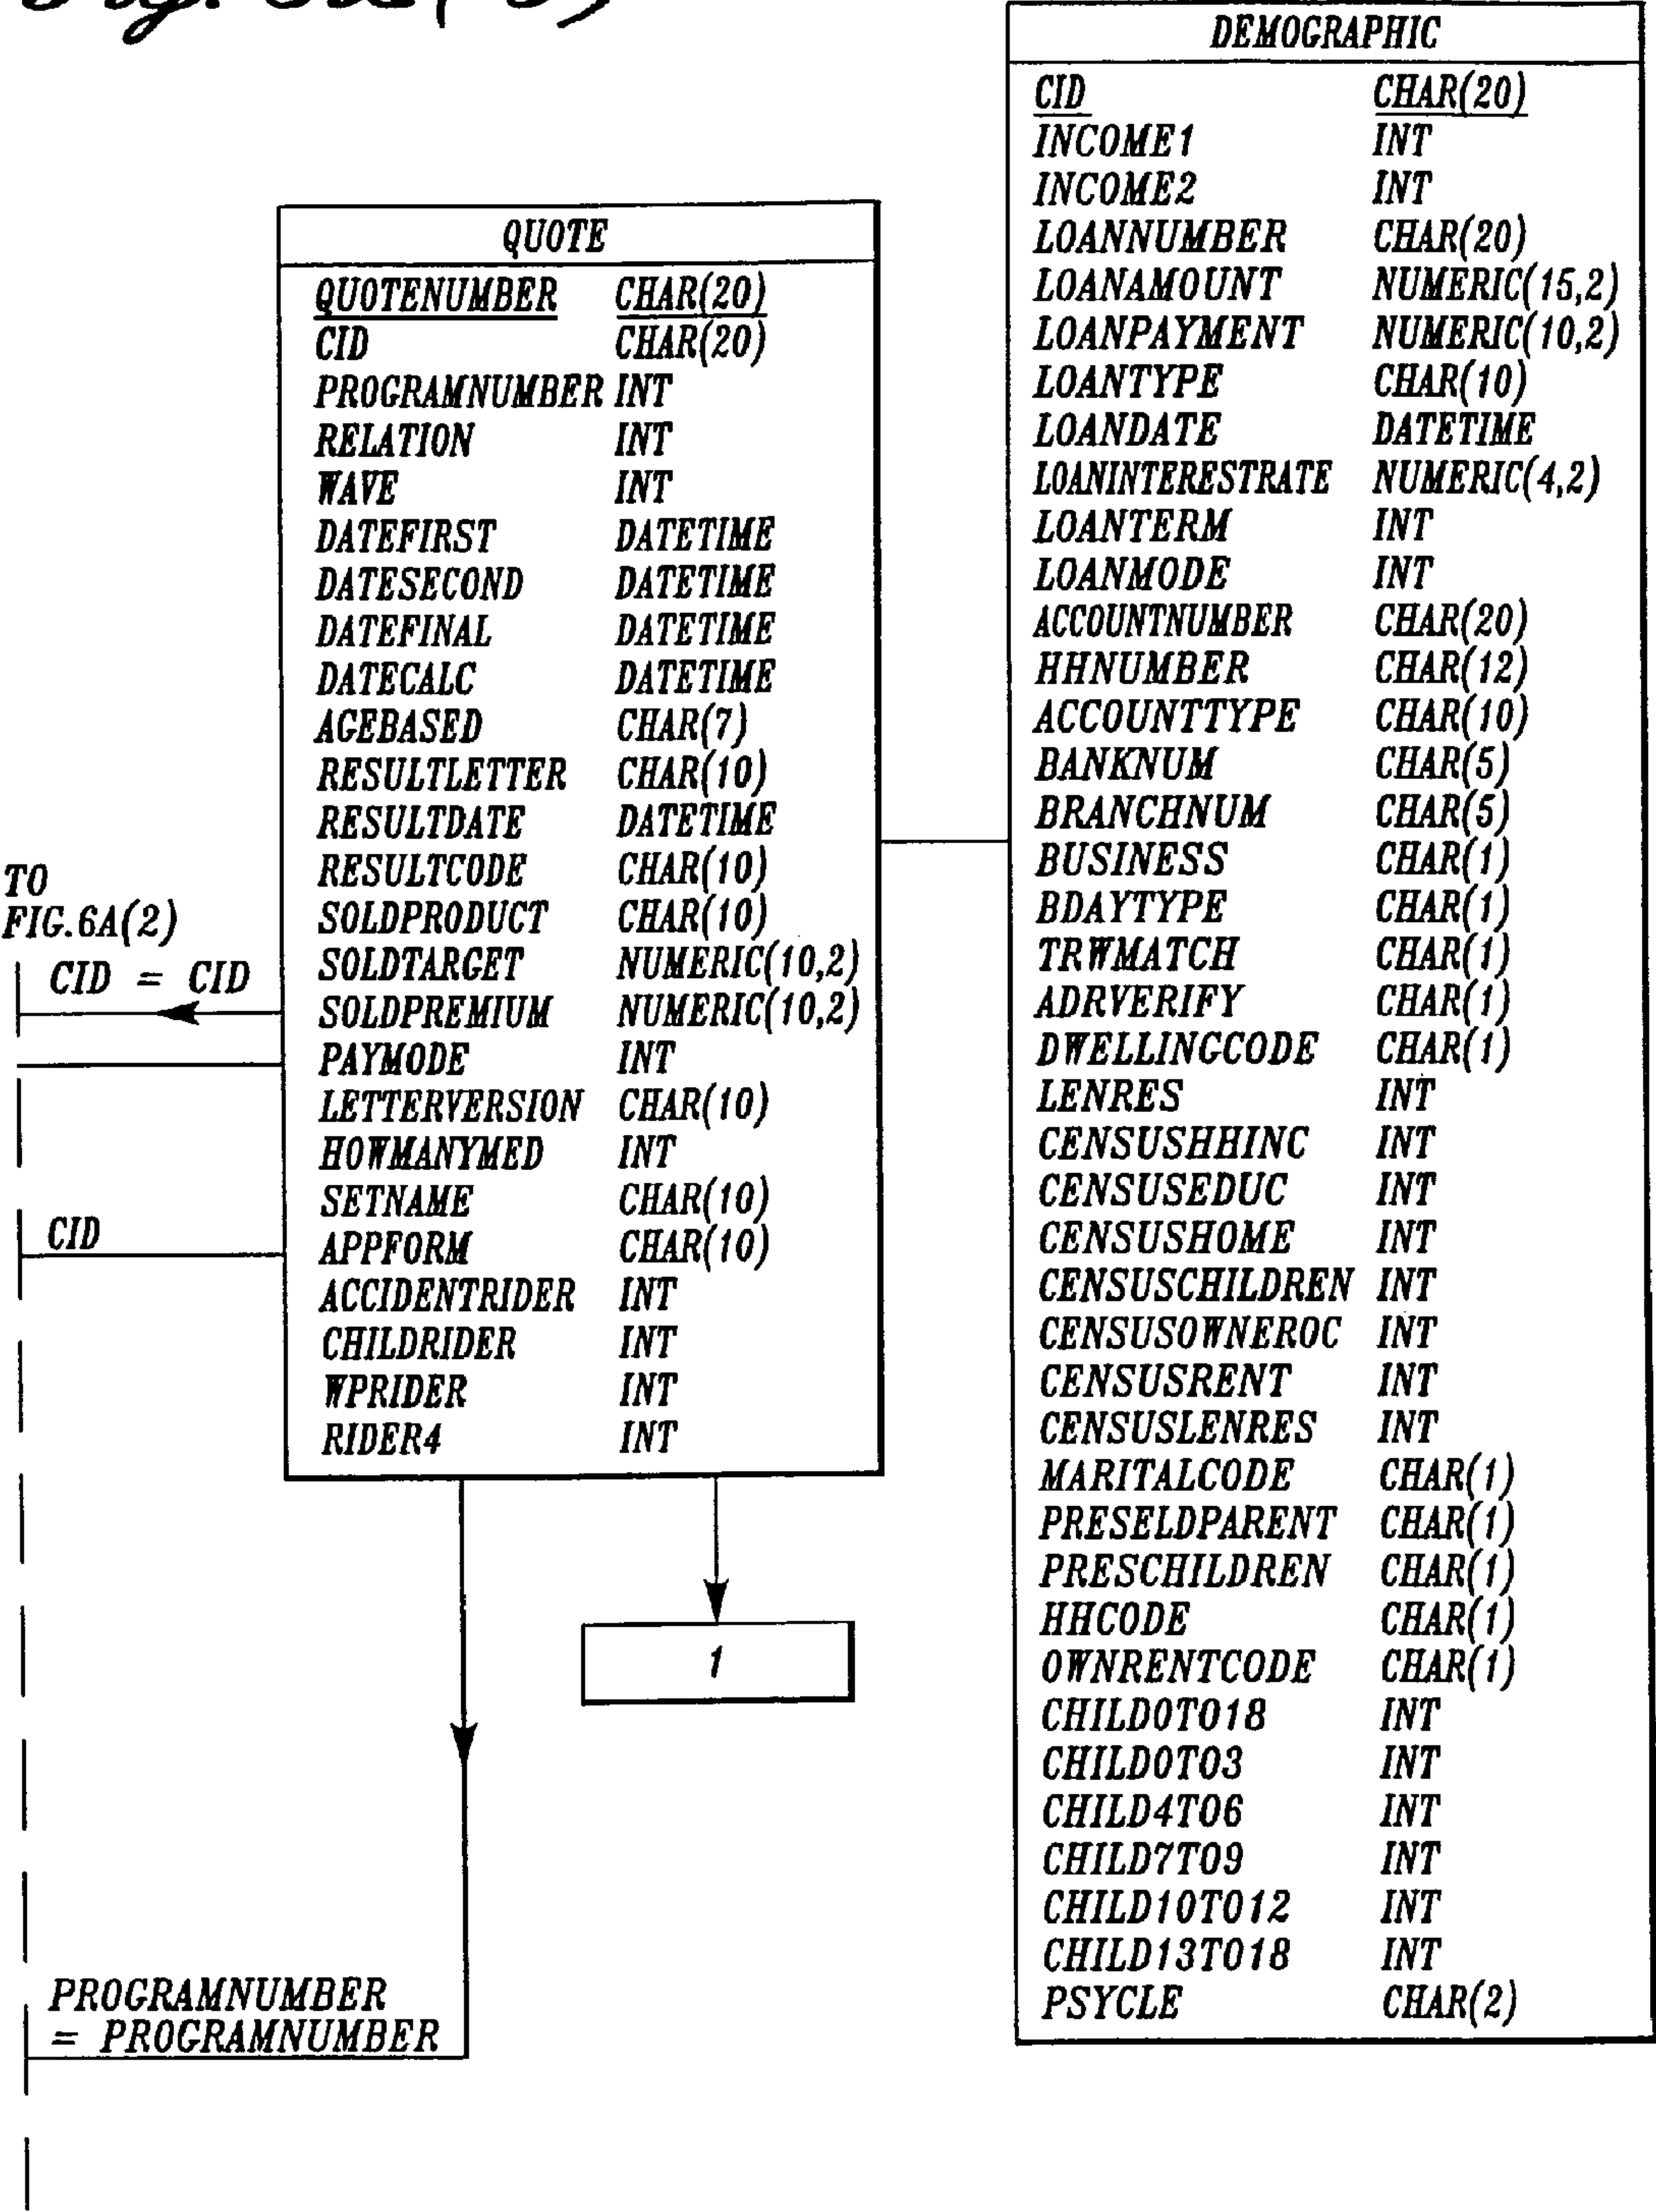 DEMOGRAPHIC
CID CHAR(20)
INCOME1 INT
INCOME2 INT
LOANNUMBER CHAR(20)
LOANAMOUNT NUMERIC(15,2)
LOANPAYMENT NUMERIC(10,2)
LOANTYPE CHAR(10)
LOANDATE DATETIME
LOANINTERESTRATE NUMERIC(4,2)
LOANTERM INT
LOANMODE INT
ACCOUNTNUMBER CHAR(20)
HHNUMBER CHAR(12)
ACCOUNTTYPE CHAR(10)
BANKNUM CHAR(5)
BRANCHNUM CHAR(5)
BUSINESS CHAR(1)
BDAYTYPE CHAR(1)
TRWMATCH CHAR(1)
ADRVERIFY CHAR(1)
DWELLINGCODE CHAR(1)
LENRES INT
CENSUSHHINC INT
CENSUSEDUC INT
CENSUSHOME INT
CENSUSCHILDREN INT
CENSUSOWNEROC INT
CENSUSRENT INT
CENSUSLENRES INT
MARITALCODE CHAR(1)
PRESELDPARENT CHAR(1)
PRESCHILDREN CHAR(1)
HHCODE CHAR(1)
OWNRENTCODE CHAR(1)
CHILD0TO18 INT
CHILD0TO3 INT
CHILD4TO6 INT
CHILD7TO9 INT
CHILD10TO12 INT
CHILD13TO18 INT
PSYCLE CHAR(2)
QUOTE
QUOTENUMBER CHAR(20)
CID CHAR(20)
PROGRAMNUMBER INT
RELATION INT
WAVE INT
DATEFIRST DATETIME
DATESECOND DATETIME
DATEFINAL DATETIME
DATECALC DATETIME
AGEBASED CHAR(7)
RESULTLETTER CHAR(10)
RESULTDATE DATETIME
RESULTCODE CHAR(10)
SOLDPRODUCT CHAR(10)
SOLDTARGET NUMERIC(10,2)
SOLDPREMIUM NUMERIC(10,2)
PAYMODE INT
LETTERVERSION CHAR(10)
HOWMANYMED INT
SETNAME CHAR(10)
APPFORM CHAR(10)
ACCIDENTRIDER INT
CHILDRIDER INT
WPRIDER INT
RIDER4 INT
TO
FIG.6A(2)
CID = CID
CID
1
PROGRAMNUMBER
= PROGRAMNUMBER